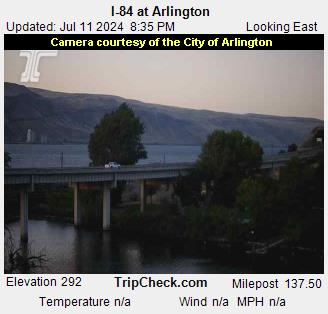 I-84 at Arlington
Updated: Jul 11 2024 8:35 PM Looking East
Camera courtesy of the City of Arlington
Elevation 292 TripCheck.com Milepost 137.50
Temperature n/a Wind n/a MPH n/a